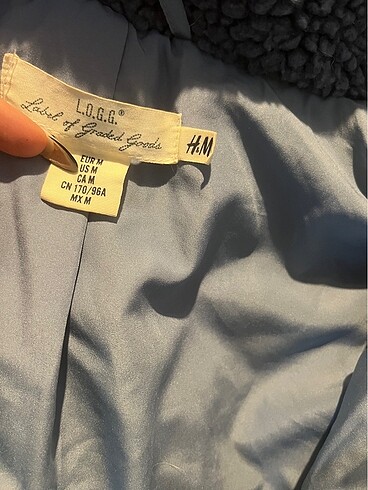 L.O.G.G.®
Label of Graded Goods
H&M
EUR M
US M
CA M
CN 170/96A
MX M